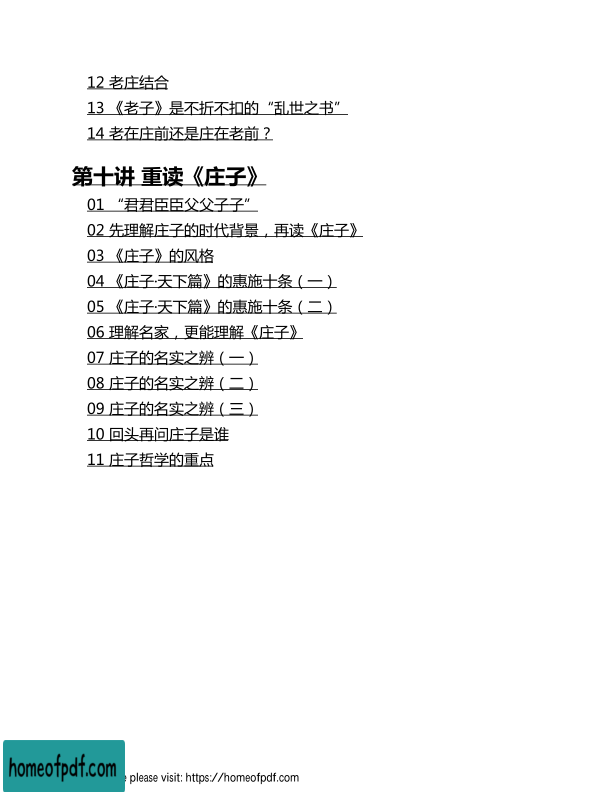 12 老庄结合
13 《老子》是不折不扣的“乱世之书”
14 老在庄前还是庄在老前？
第十讲 重读《庄子》
01 “君君臣臣父父子子”
02 先理解庄子的时代背景，再读《庄子》
03 《庄子》的风格
04 《庄子·天下篇》的惠施十条（一）
05 《庄子·天下篇》的惠施十条（二）
06 理解名家，更能理解《庄子》
07 庄子的名实之辨（一）
08 庄子的名实之辨（二）
09 庄子的名实之辨（三）
10 回头再问庄子是谁
11 庄子哲学的重点
homeofpdf.com
please visit: https://homeofpdf.com